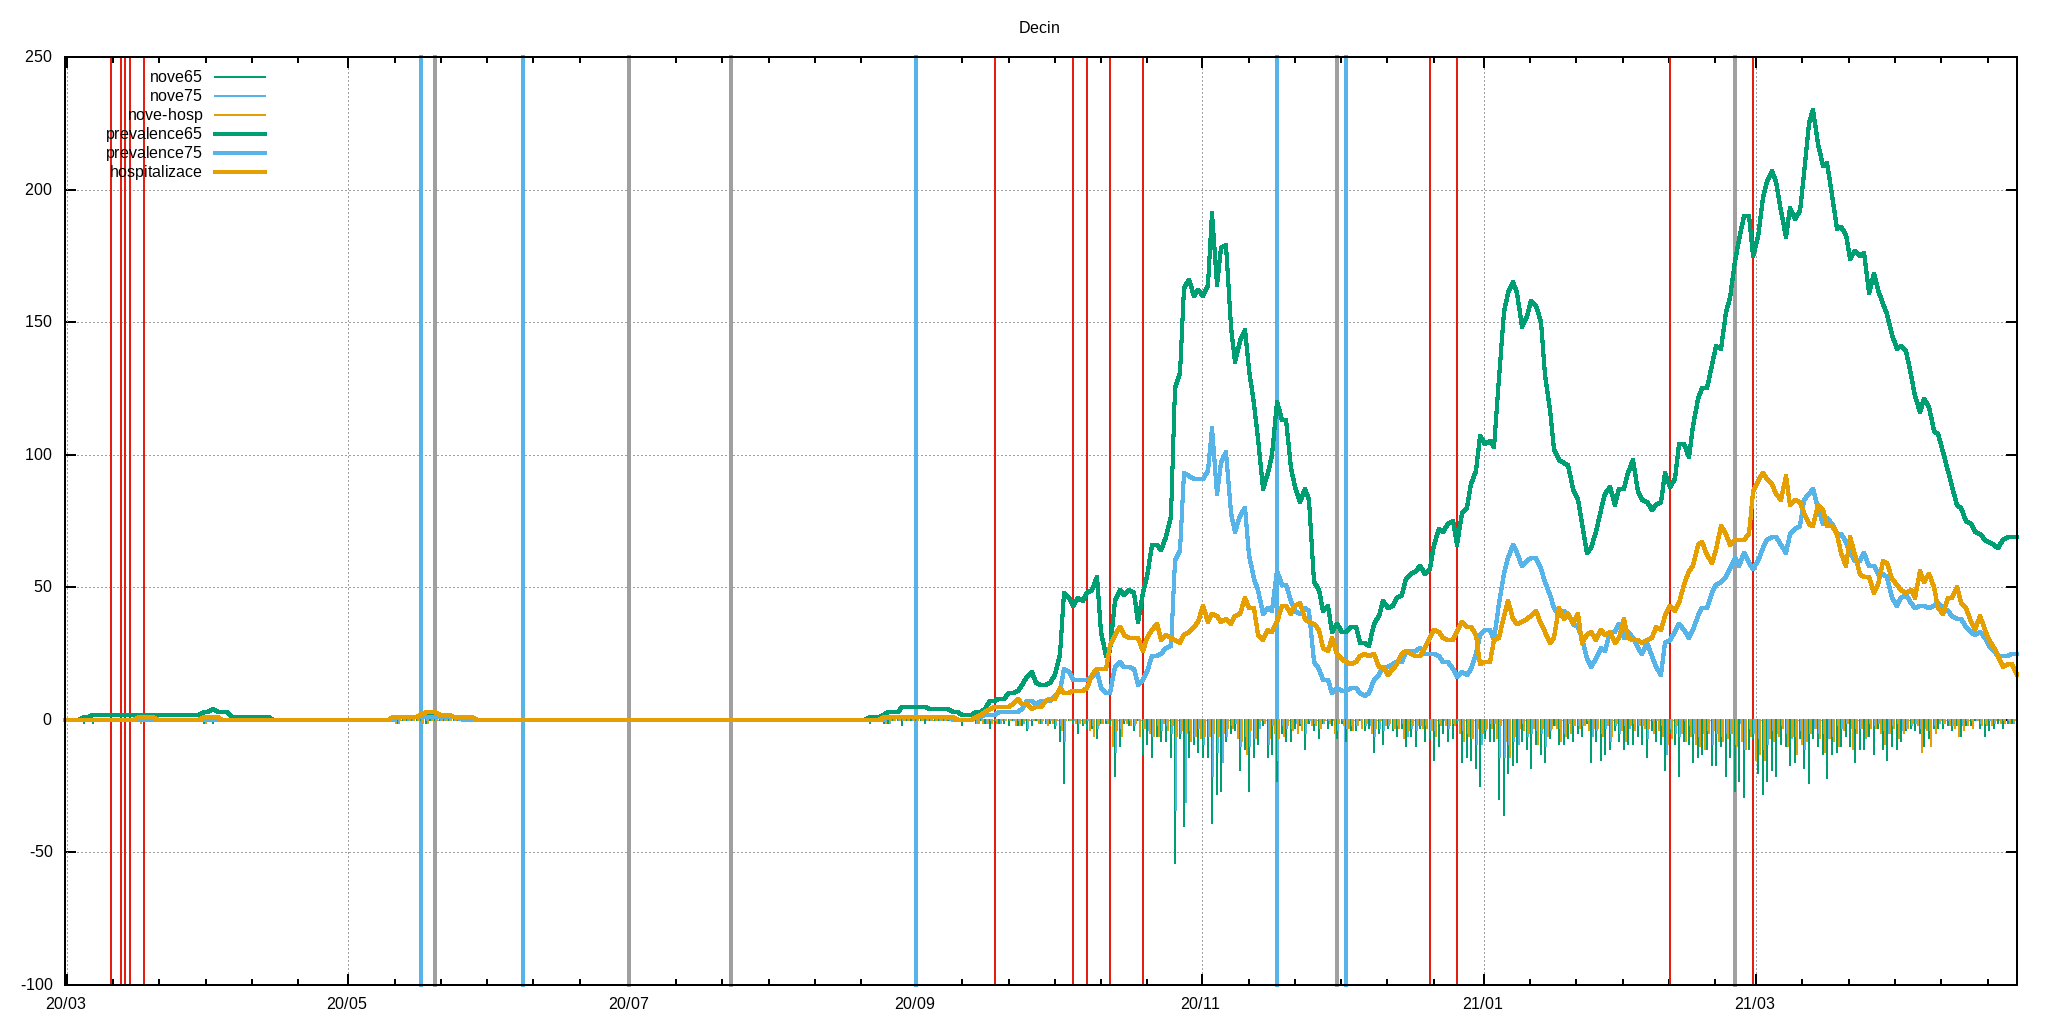 Decin
250
nove65
nove75
nove-hosp
prevalence65
prevalence75
hospitalizace
200
150
100
50
0
-50
-100
20/03 20/05 20/07 20/09 20/11 21/01 21/03